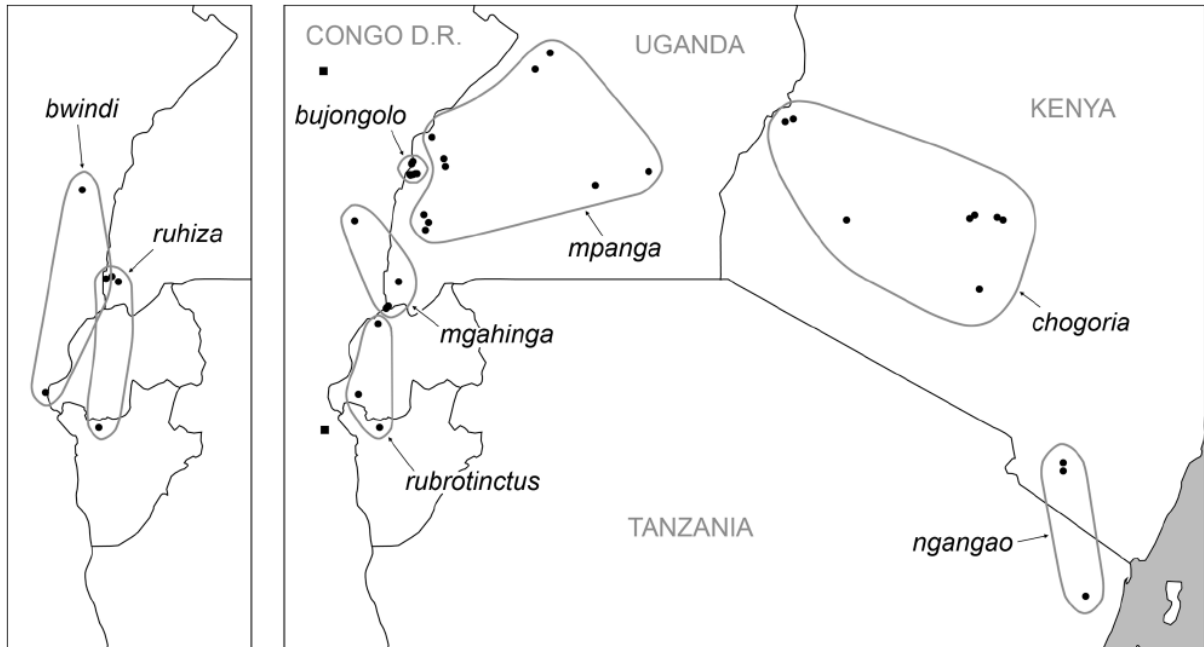 bwindi
ruhiza
CONGO D.R.
UGANDA
KENYA
bujongolo
mpanga
mgahinga
chogoria
rubrotinctus
TANZANIA
ngangao